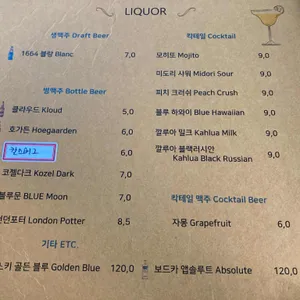 LIQUOR
생맥주 Draft Beer
1664 블랑 Blanc 7,0
병맥주 Bottle Beer
클라우드 Kloud 5,0
호가든 Hoegaarden 6,0
6,0
코젤다크 Kozel Dark 7,0
블루문 BLUE Moon 7,0
런던포터 London Potter 8,5
기타 ETC.
스키 골든 블루 Golden Blue 120,0
칵테일 Cocktail
모히또 Mojito 9,0
미도리 사워 Midori Sour 9,0
피치 크러쉬 Peach Crush 9,0
블루 하와이 Blue Hawaiian 9,0
깔루아 밀크 Kahlua Milk 9,0
깔루아 블랙러시안
Kahlua Black Russian 9,0
칵테일 맥주 Cocktail Beer
자몽 Grapefruit 6,0
보드카 앱솔루트 Absolute 120,0